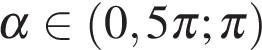 α ∈ (0,5π; π)